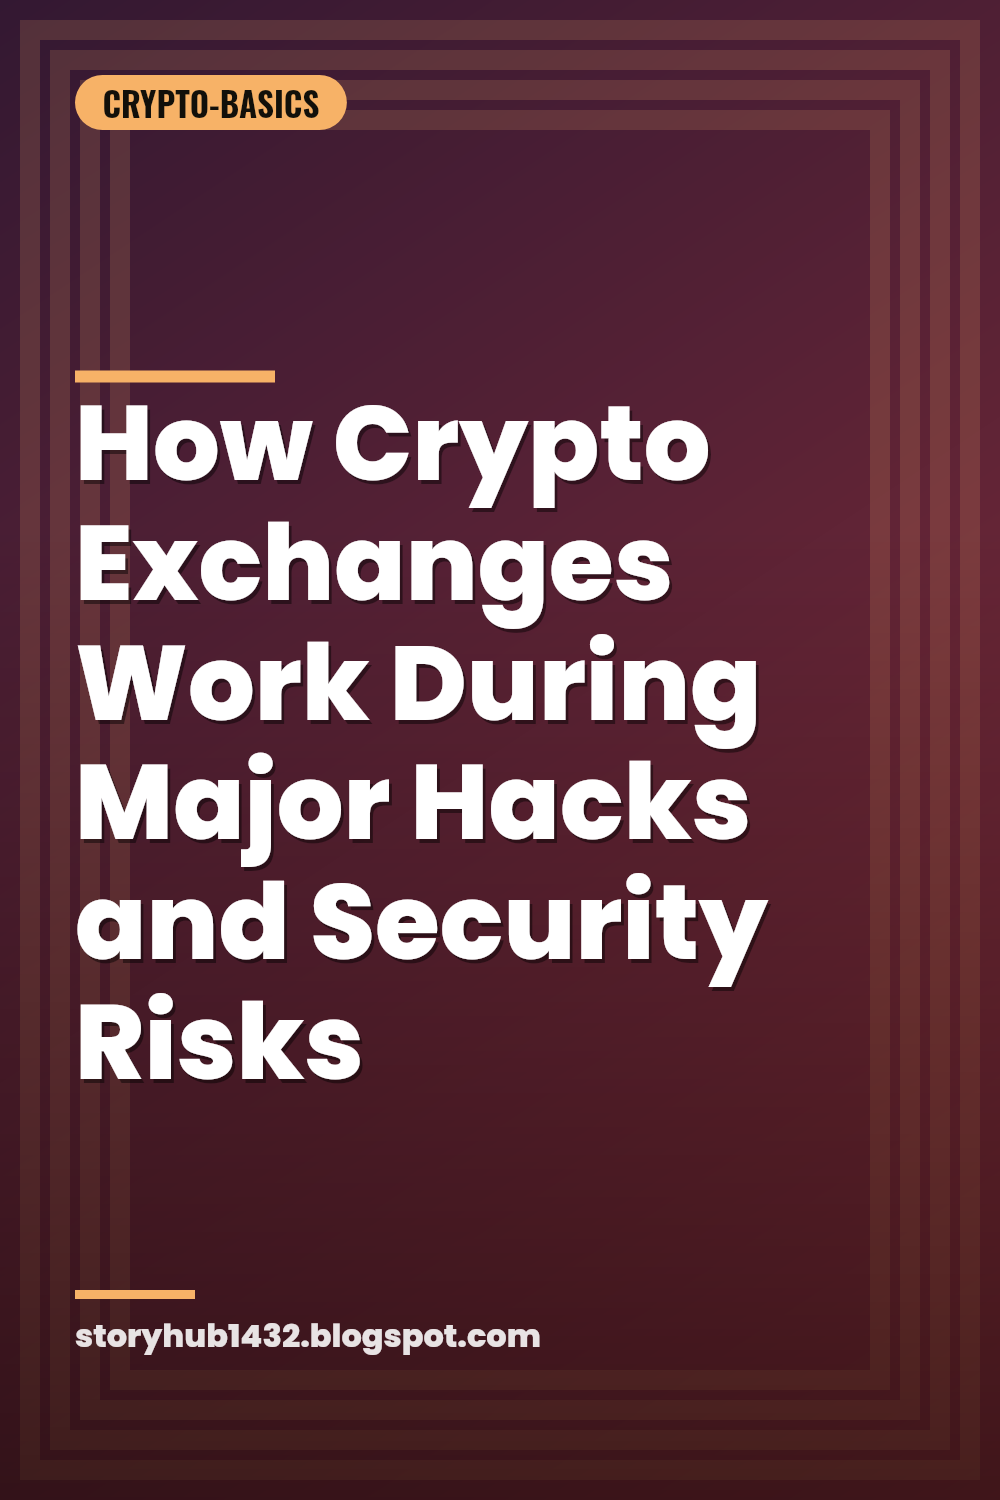 CRYPTO-BASICS
How Crypto
Exchanges
Work During
Major Hacks
and Security
Risks
storyhub1432.blogspot.com